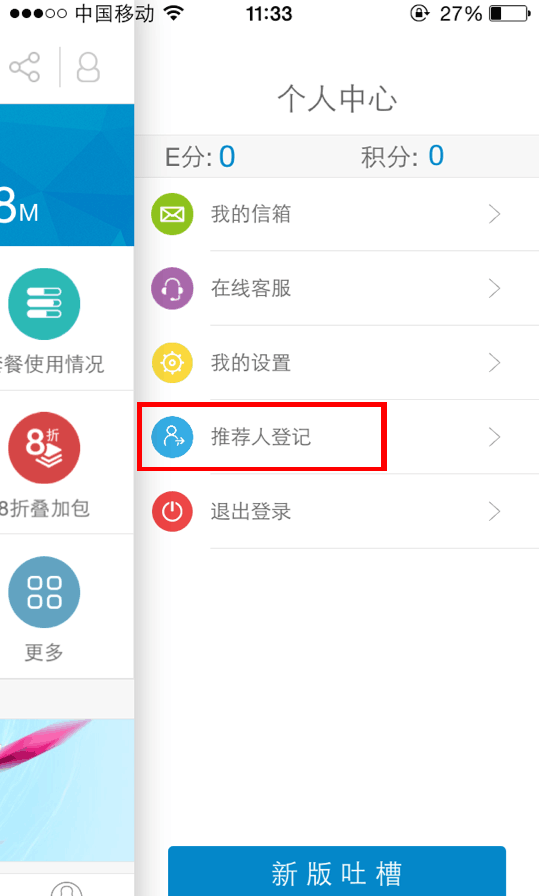 中国移动 11:33 27%
个人中心
E分: 0 积分: 0
8M
我的信箱
在线客服
我的设置
餐使用情况
推荐人登记
8折
8折叠加包
退出登录
更多
新版吐槽